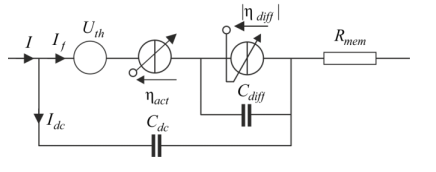 |η_diff|
U_th
I
I_f
R_mem
η_act
C_diff
I_dc
C_dc